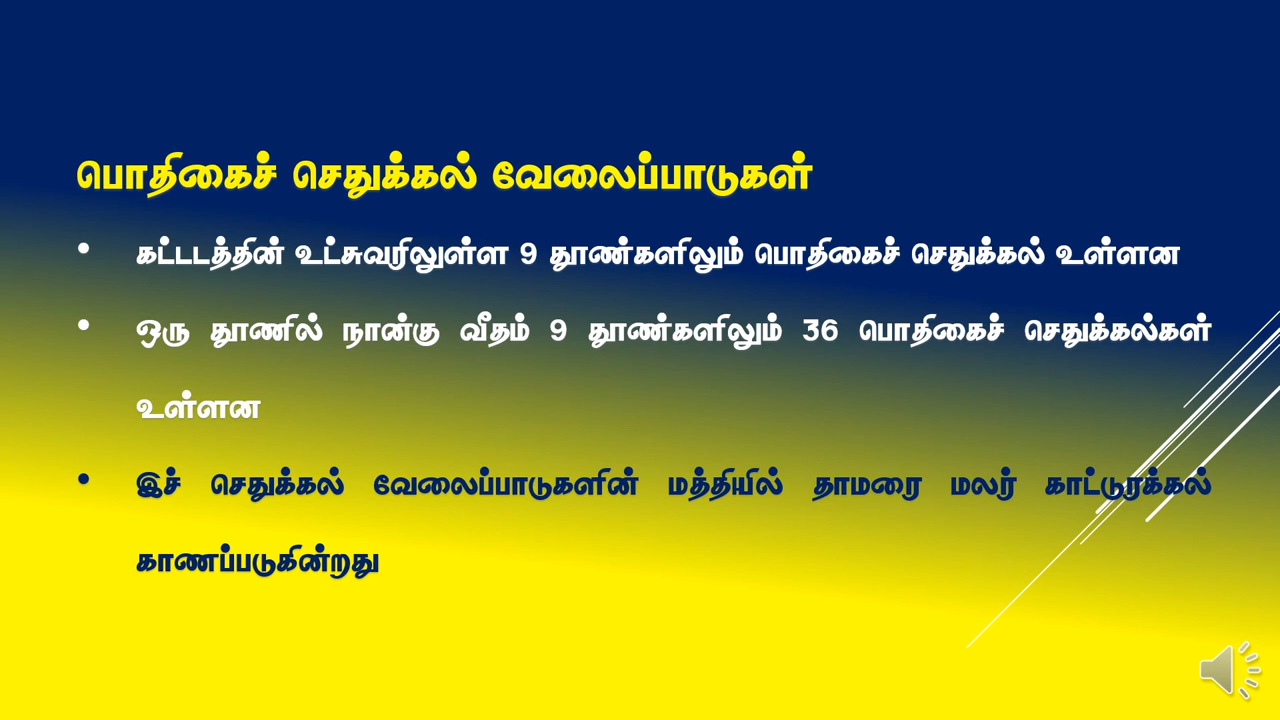 பொதிகைச் செதுக்கல் வேலைப்பாடுகள்
• கட்டடத்தின் உட்சுவரிலுள்ள 9 தூண்களிலும் பொதிகைச் செதுக்கல் உள்ளன
• ஒரு தூணில் நான்கு வீதம் 9 தூண்களிலும் 36 பொதிகைச் செதுக்கல்கள்
உள்ளன
• இச் செதுக்கல் வேலைப்பாடுகளின் மத்தியில் தாமரை மலர் காட்டுரக்கல்
காணப்படுகின்றது